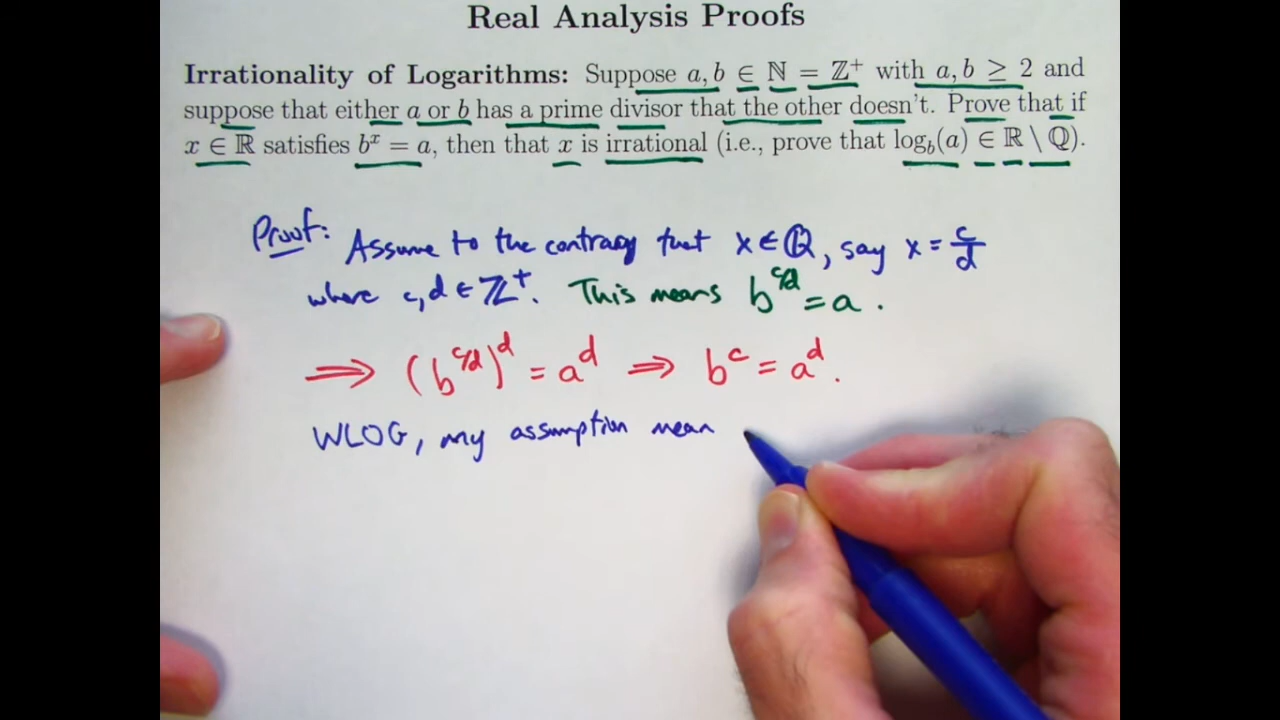 Real Analysis Proofs
Irrationality of Logarithms: Suppose a, b ∈ ℕ = ℤ⁺ with a, b ≥ 2 and
suppose that either a or b has a prime divisor that the other doesn't. Prove that if
x ∈ ℝ satisfies bˣ = a, then that x is irrational (i.e., prove that log_b(a) ∈ ℝ \ ℚ).
Proof: Assume to the contrary that x ∈ ℚ, say x = c/d
where c, d ∈ ℤ⁺. This means b^{c/d} = a.
⟹ (b^{c/d})^d = a^d ⟹ b^c = a^d.
WLOG, my assumption mean